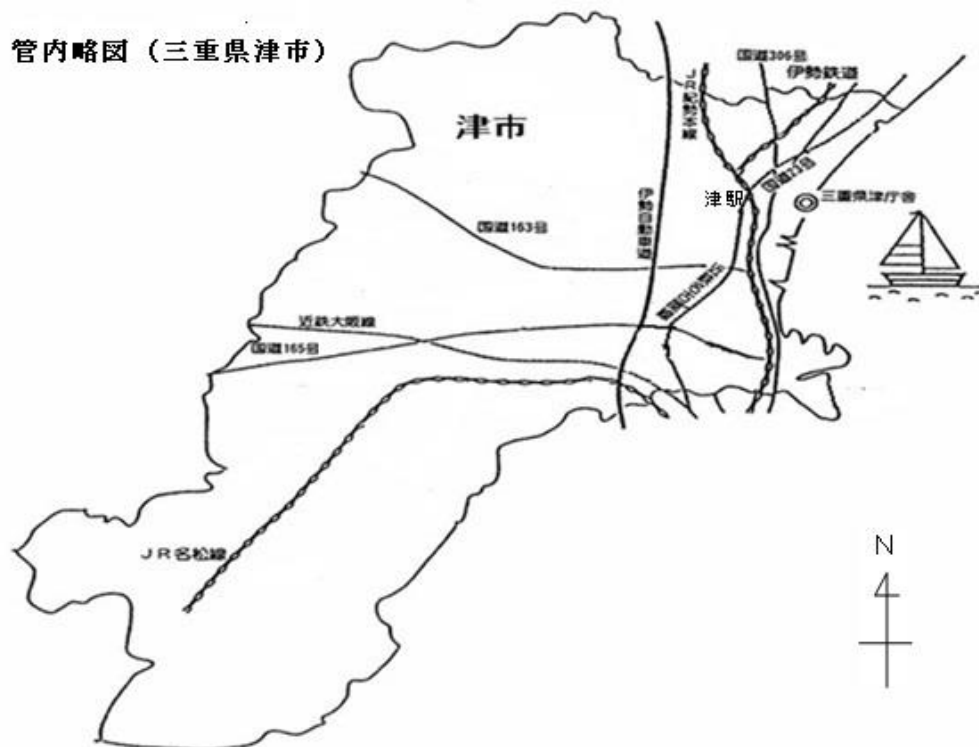 管内略図（三重県津市）
国道306号
伊勢鉄道
津市
JR紀勢本線
国道23号
津駅
三重県津庁舎
伊勢自動車道
国道163号
近鉄大阪線
国道165号
JR名松線
N